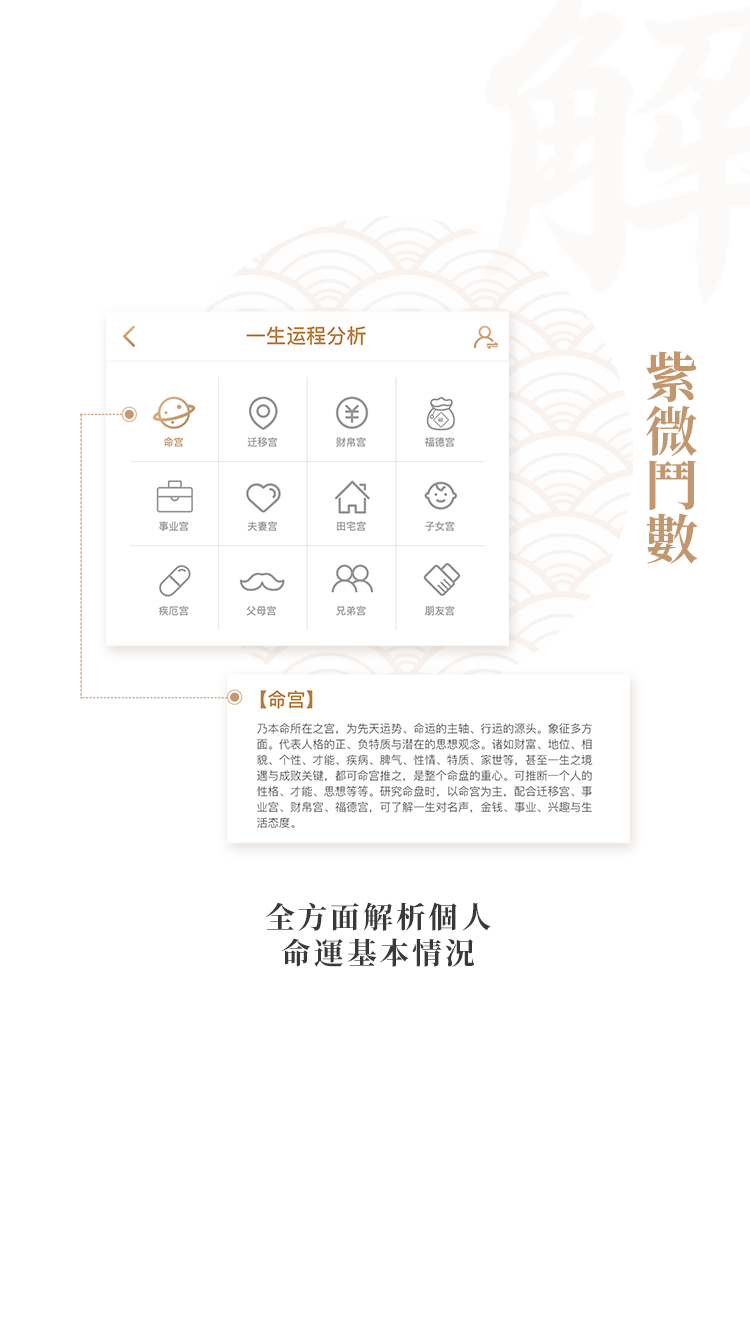 解
一生运程分析
命宫 迁移宫 财帛宫 福德宫
事业宫 夫妻宫 田宅宫 子女宫
疾厄宫 父母宫 兄弟宫 朋友宫
紫微鬥數
【命宫】
乃本命所在之宫，为先天运势、命运的主轴、行运的源头。象征多方
面。代表人格的正、负特质与潜在的思想观念。诸如财富、地位、相
貌、个性、才能、疾病、脾气、性情、特质、家世等，甚至一生之境
遇与成败关键，都可命宫推之，是整个命盘的重心。可推断一个人的
性格、才能、思想等等。研究命盘时，以命宫为主，配合迁移宫、事
业宫、财帛宫、福德宫，可了解一生对名声，金钱、事业、兴趣与生
活态度。
全方面解析個人
命運基本情況